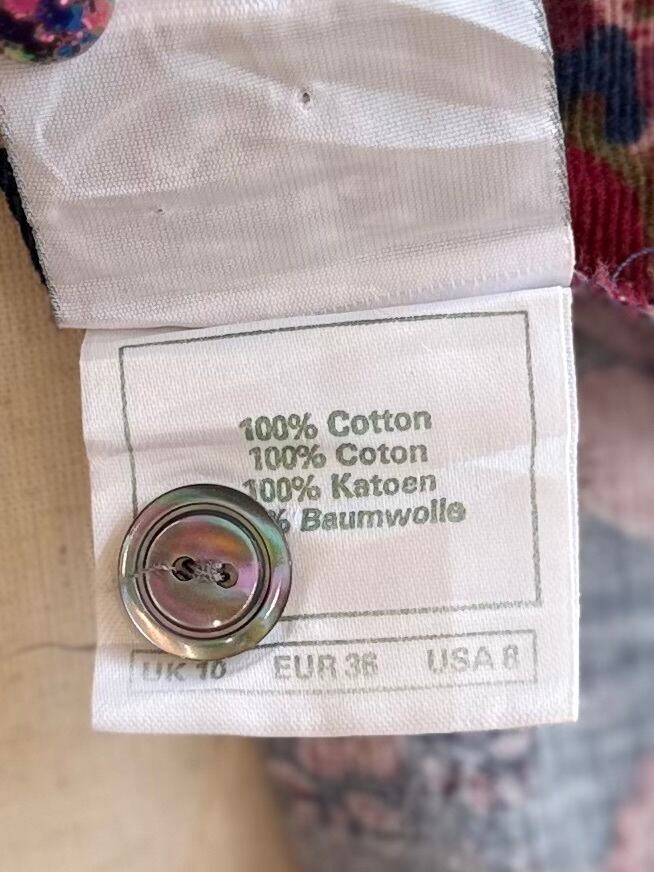 100% Cotton
100% Coton
100% Katoen
% Baumwolle
UK 10 EUR 36 USA 8